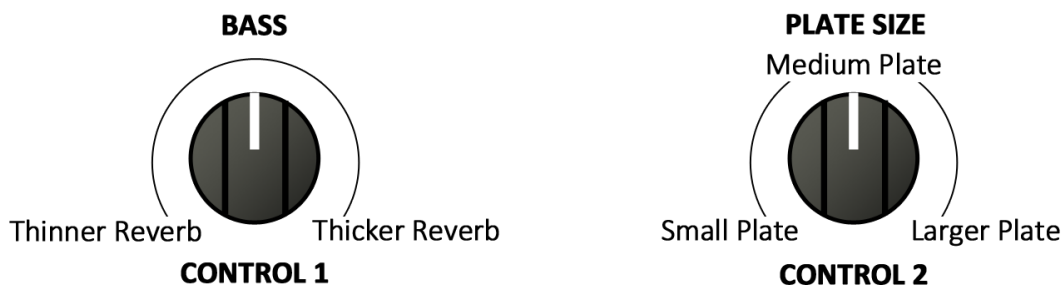 BASS
Thinner Reverb
Thicker Reverb
CONTROL 1
PLATE SIZE
Medium Plate
Small Plate
Larger Plate
CONTROL 2